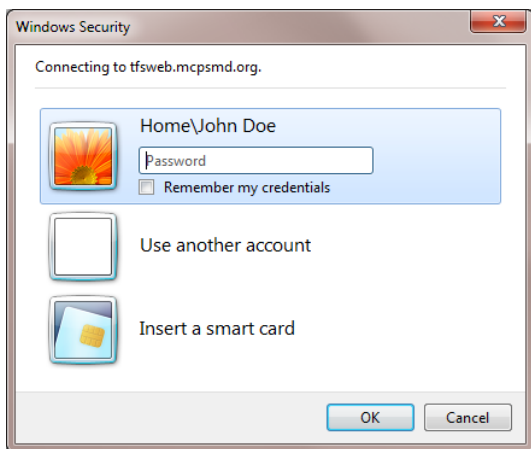 Windows Security
Connecting to tfsweb.mcpsmd.org.
Home\John Doe
Password
Remember my credentials
Use another account
Insert a smart card
OK
Cancel